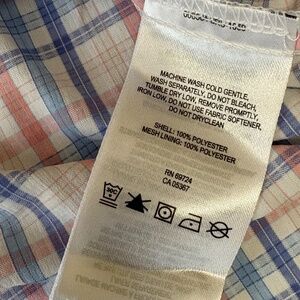 MACHINE WASH COLD GENTLE,
WASH SEPARATELY, DO NOT BLEACH,
TUMBLE DRY LOW, REMOVE PROMPTLY,
IRON LOW, DO NOT USE FABRIC SOFTENER,
DO NOT DRYCLEAN
SHELL: 100% POLYESTER
MESH LINING: 100% POLYESTER
RN 69724
CA 05367